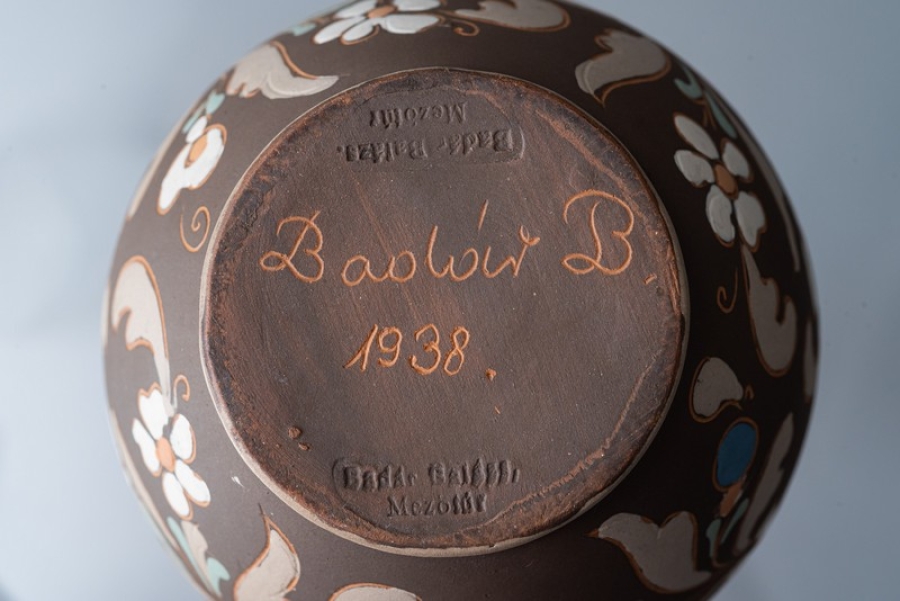 Badár Balázs.
Mezőtúr
Badár B.
1938.
Badár Balázs,
Mezőtúr